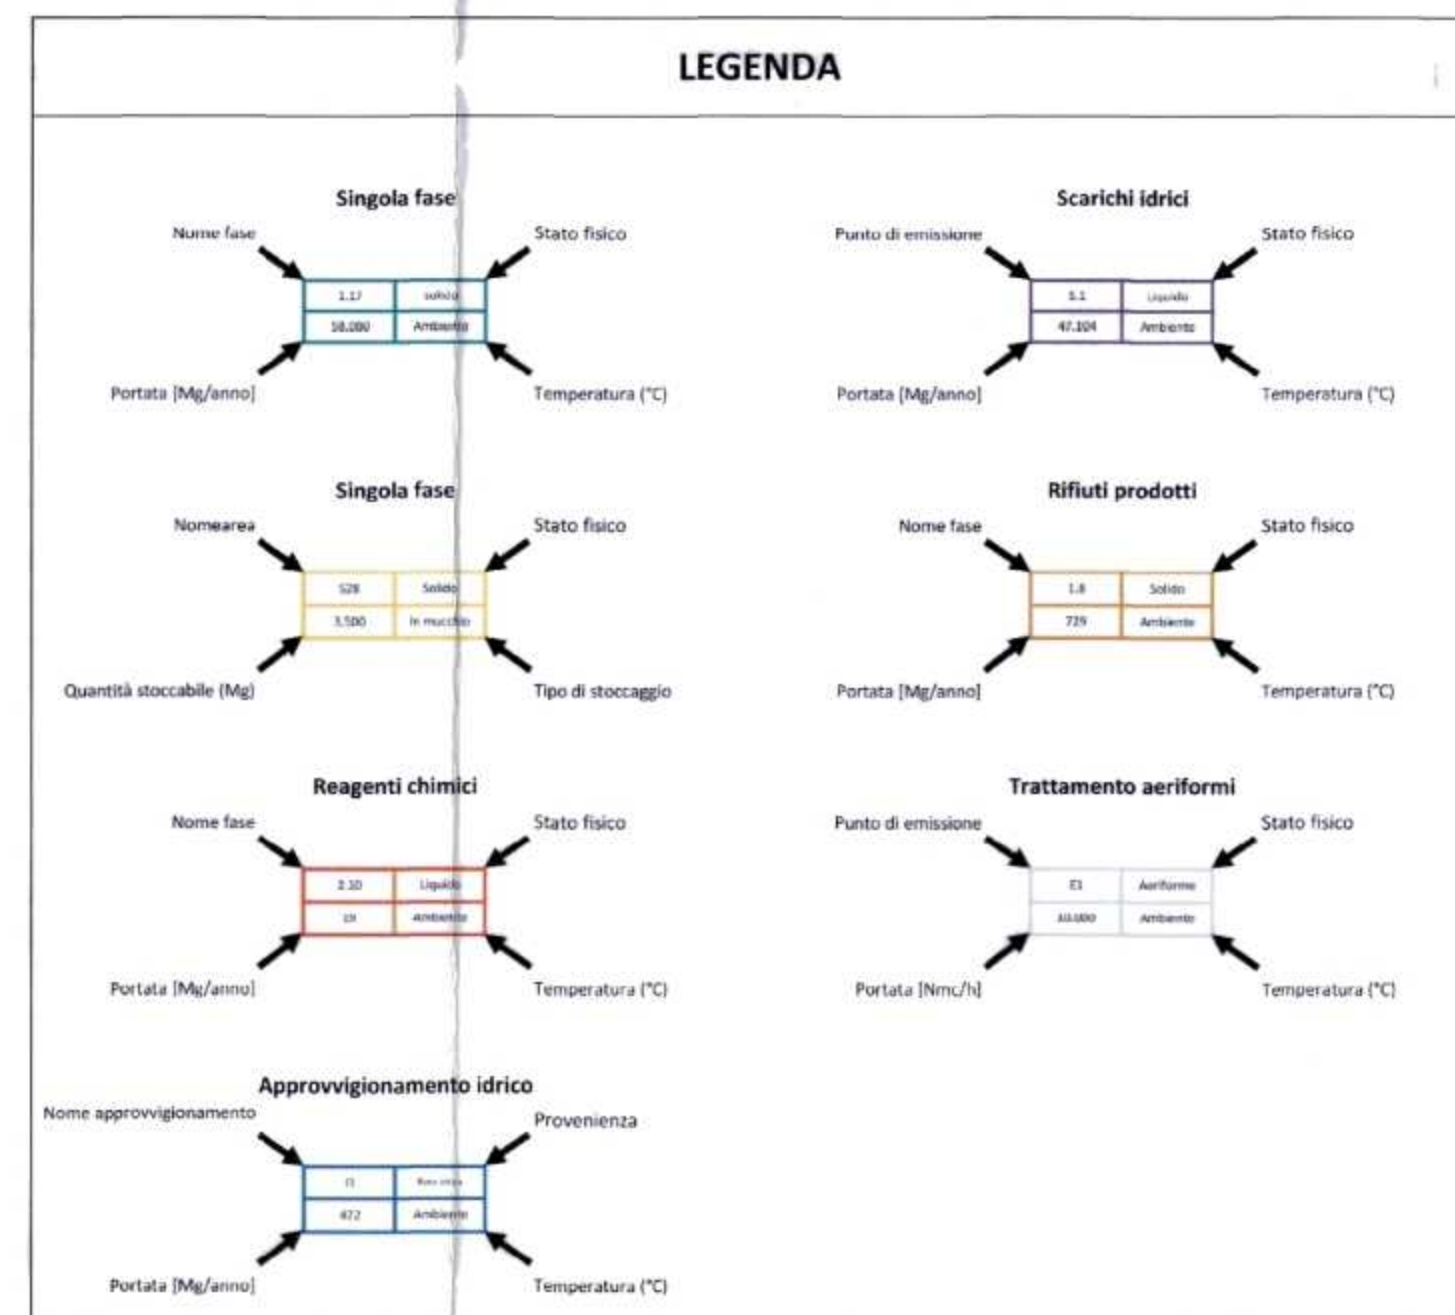 LEGENDA
Singola fase
Nome fase
Stato fisico
1.17
solido
58.000
Ambiente
Portata [Mg/anno]
Temperatura (°C)
Scarichi idrici
Punto di emissione
Stato fisico
S.1
Liquido
47.104
Ambiente
Portata [Mg/anno]
Temperatura (°C)
Singola fase
Nomearea
Stato fisico
S28
Solido
3.500
In mucchio
Quantità stoccabile (Mg)
Tipo di stoccaggio
Rifiuti prodotti
Nome fase
Stato fisico
1.8
Solido
729
Ambiente
Portata [Mg/anno]
Temperatura (°C)
Reagenti chimici
Nome fase
Stato fisico
2.10
Liquido
19
Ambiente
Portata [Mg/anno]
Temperatura (°C)
Trattamento aeriformi
Punto di emissione
Stato fisico
E1
Aeriforme
10.000
Ambiente
Portata [Nmc/h]
Temperatura (°C)
Approvvigionamento idrico
Nome approvvigionamento
Provenienza
472
Ambiente
Portata [Mg/anno]
Temperatura (°C)